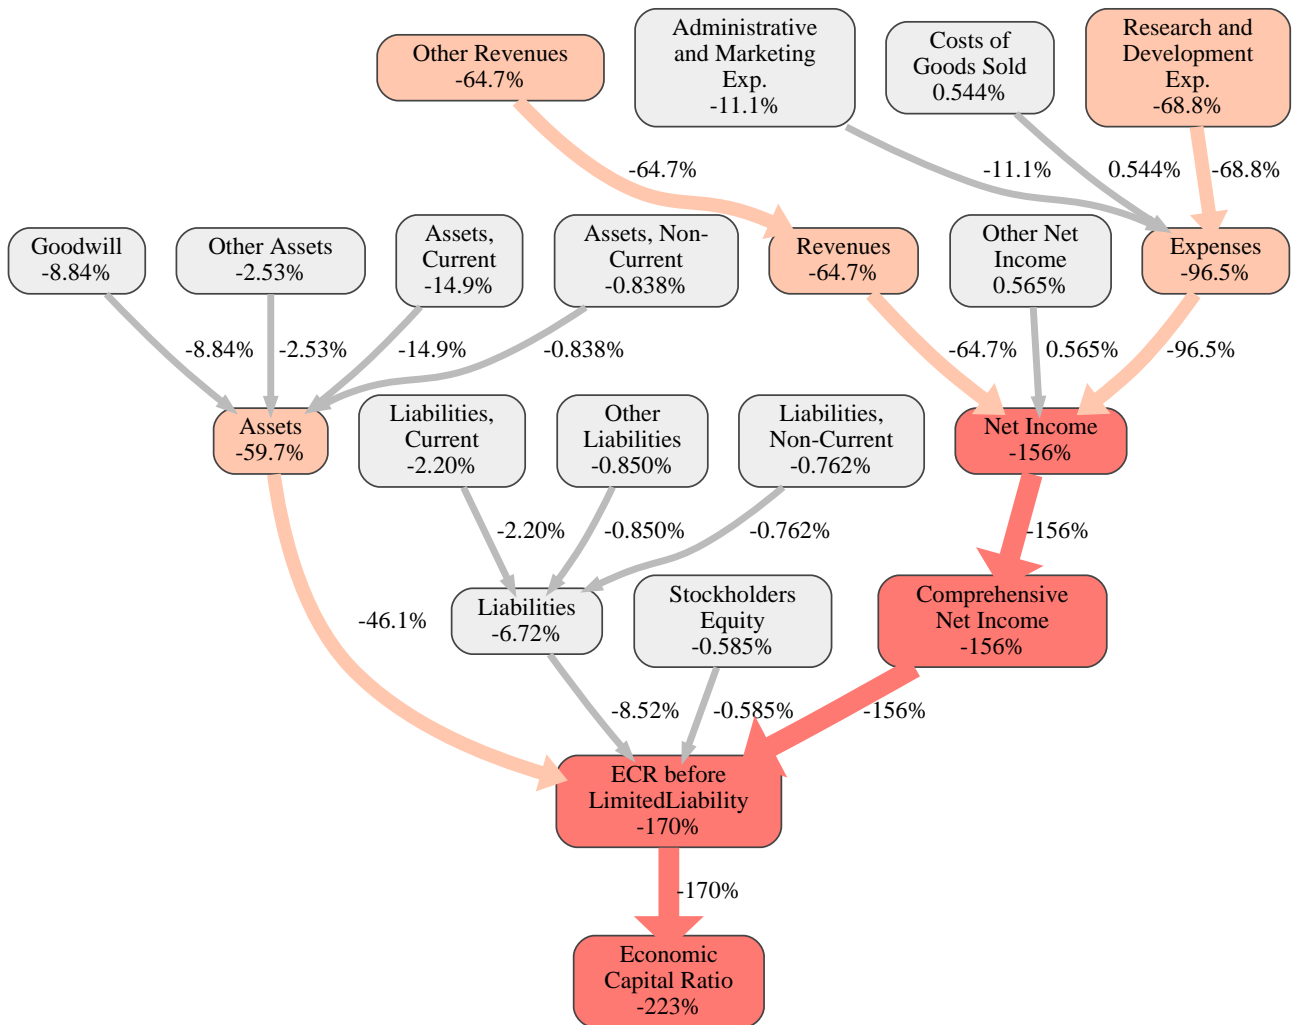 Other Revenues
-64.7%
Administrative
and Marketing
Exp.
-11.1%
Costs of
Goods Sold
0.544%
Research and
Development
Exp.
-68.8%
-64.7%
-11.1%
0.544%
-68.8%
Goodwill
-8.84%
Other Assets
-2.53%
Assets,
Current
-14.9%
Assets, Non-
Current
-0.838%
Revenues
-64.7%
Other Net
Income
0.565%
Expenses
-96.5%
-8.84%
-2.53%
-14.9%
-0.838%
-64.7%
0.565%
-96.5%
Assets
-59.7%
Liabilities,
Current
-2.20%
Other
Liabilities
-0.850%
Liabilities,
Non-Current
-0.762%
Net Income
-156%
-2.20%
-0.850%
-0.762%
-156%
-46.1%
Liabilities
-6.72%
Stockholders
Equity
-0.585%
Comprehensive
Net Income
-156%
-8.52%
-0.585%
-156%
ECR before
LimitedLiability
-170%
-170%
Economic
Capital Ratio
-223%